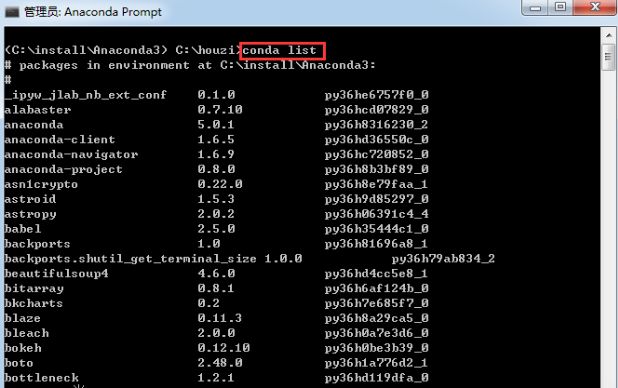 管理员: Anaconda Prompt
(C:\install\Anaconda3) C:\houzi>conda list
# packages in environment at C:\install\Anaconda3:
#
_ipyw_jlab_nb_ext_conf 0.1.0 py36he6757f0_0
alabaster 0.7.10 py36hcd07829_0
anaconda 5.0.1 py36h8316230_2
anaconda-client 1.6.5 py36hd36550c_0
anaconda-navigator 1.6.9 py36hc720852_0
anaconda-project 0.8.0 py36h8b3bf89_0
asn1crypto 0.22.0 py36h8e79faa_1
astroid 1.5.3 py36h9d85297_0
astropy 2.0.2 py36h06391c4_4
babel 2.5.0 py36h35444c1_0
backports 1.0 py36h81696a8_1
backports.shutil_get_terminal_size 1.0.0 py36h79ab834_2
beautifulsoup4 4.6.0 py36hd4cc5e8_1
bitarray 0.8.1 py36h6af124b_0
bkcharts 0.2 py36h7e685f7_0
blaze 0.11.3 py36h8a29ca5_0
bleach 2.0.0 py36h0a7e3d6_0
bokeh 0.12.10 py36h0be3b39_0
boto 2.48.0 py36h1a776d2_1
bottleneck 1.2.1 py36hd119dfa_0